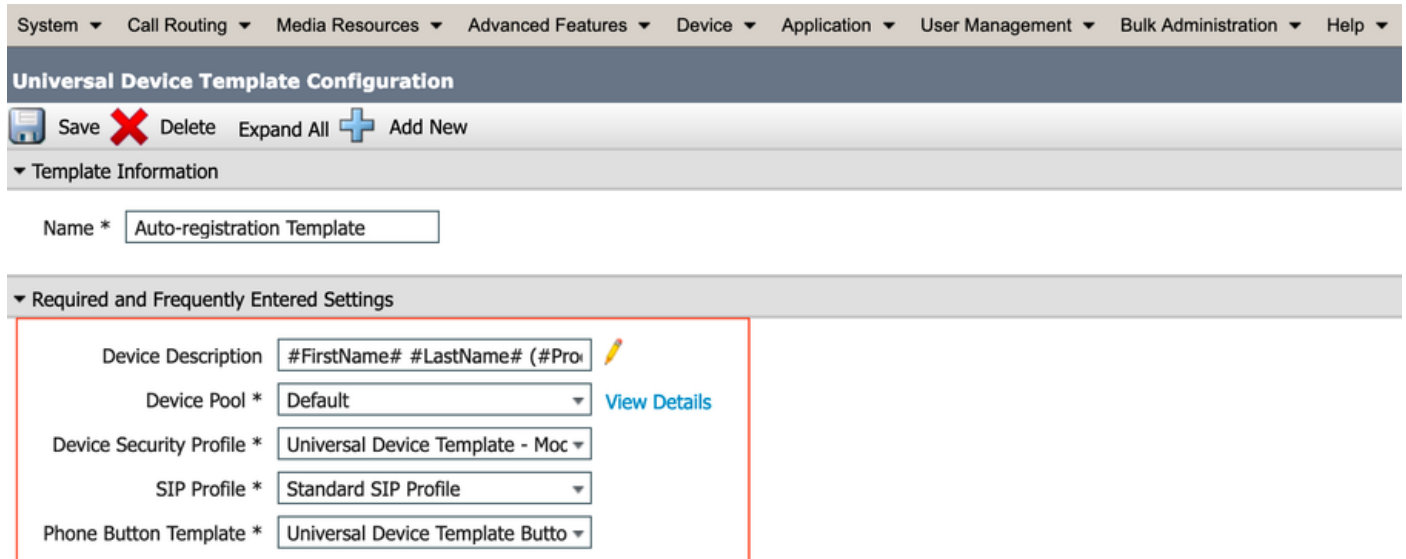 System Call Routing Media Resources Advanced Features Device Application User Management Bulk Administration Help
Universal Device Template Configuration
Save Delete Expand All Add New
Template Information
Name * Auto-registration Template
Required and Frequently Entered Settings
Device Description #FirstName# #LastName# (#Pro
Device Pool * Default View Details
Device Security Profile * Universal Device Template - Moc
SIP Profile * Standard SIP Profile
Phone Button Template * Universal Device Template Butto